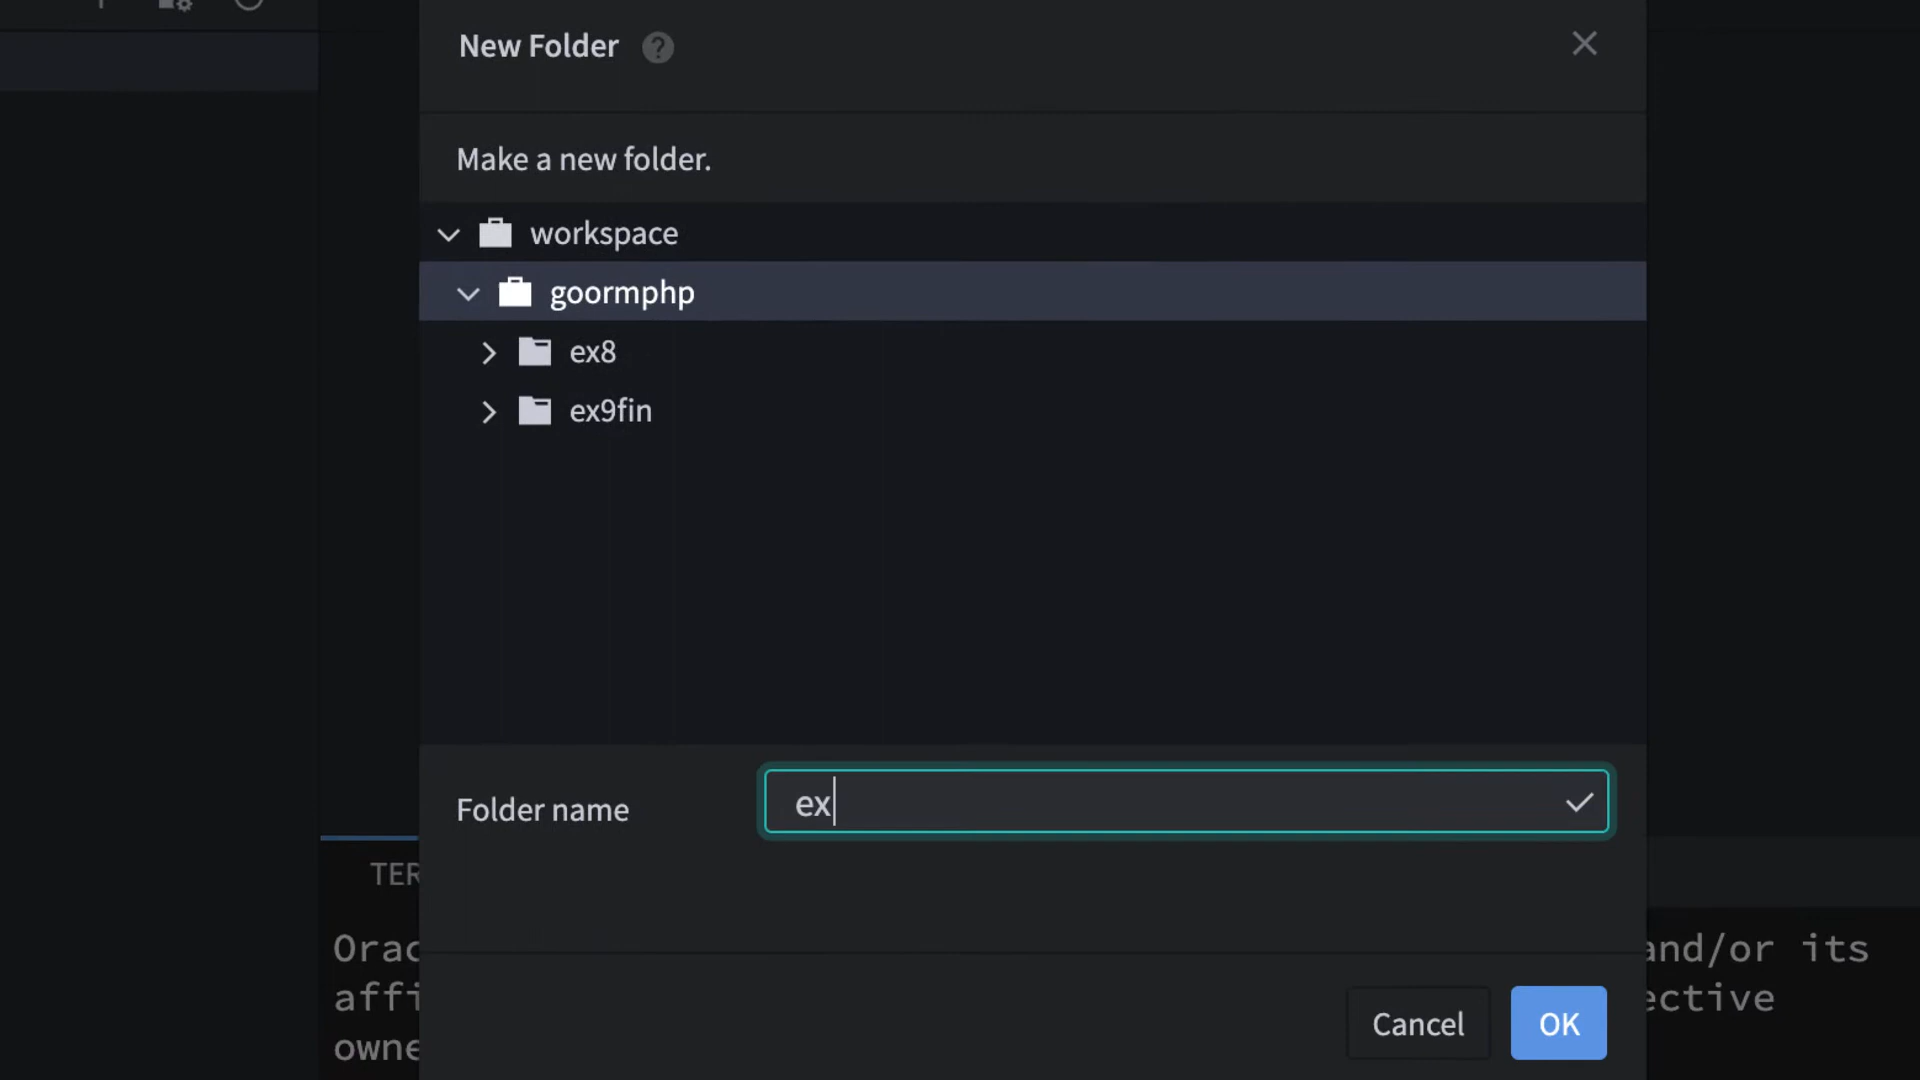 New Folder ?
Make a new folder.
workspace
goormphp
ex8
ex9fin
Folder name
ex
TER
Orac
and/or its
affi
ective
owne
Cancel
OK